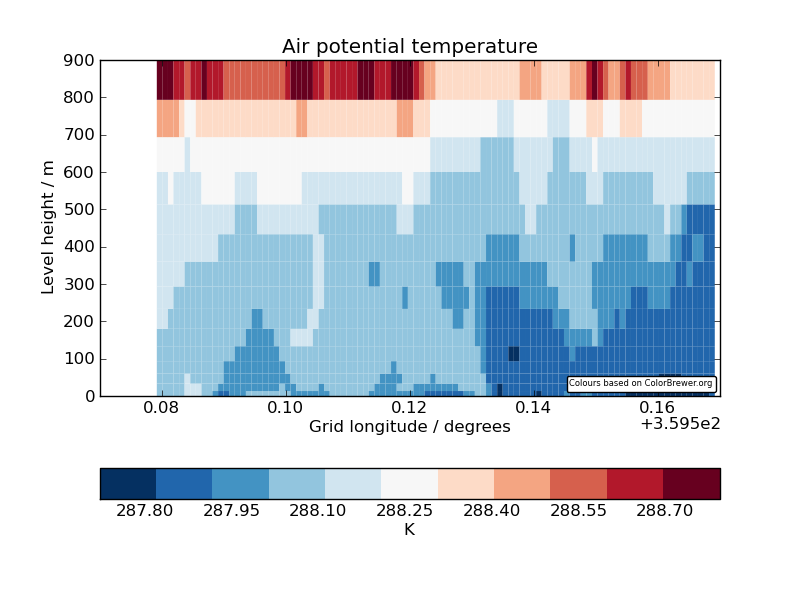 Air potential temperature
900
800
700
600
500
400
300
200
100
0
Level height / m
0.08 0.10 0.12 0.14 0.16
+3.595e2
Grid longitude / degrees
Colours based on ColorBrewer.org
287.80 287.95 288.10 288.25 288.40 288.55 288.70
K